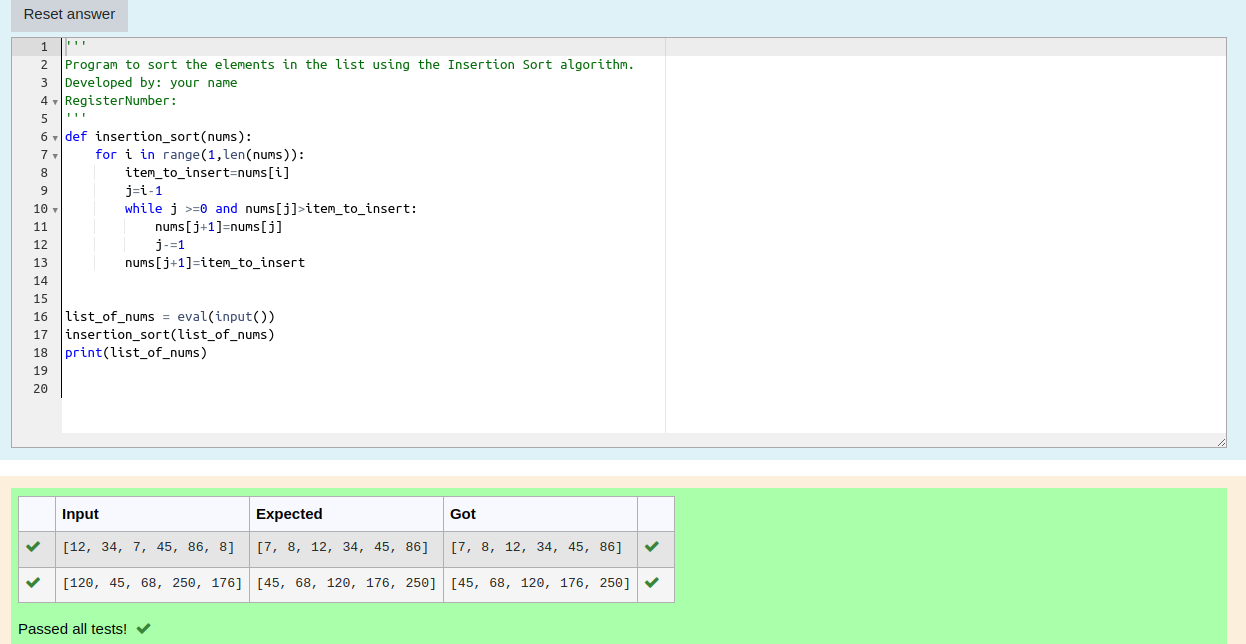 Reset answer
1 '''
2 Program to sort the elements in the list using the Insertion Sort algorithm.
3 Developed by: your name
4 RegisterNumber:
5 '''
6 def insertion_sort(nums):
7     for i in range(1,len(nums)):
8         item_to_insert=nums[i]
9         j=i-1
10         while j >=0 and nums[j]>item_to_insert:
11             nums[j+1]=nums[j]
12             j-=1
13         nums[j+1]=item_to_insert
14
15
16 list_of_nums = eval(input())
17 insertion_sort(list_of_nums)
18 print(list_of_nums)
19
20
Input Expected Got
[12, 34, 7, 45, 86, 8] [7, 8, 12, 34, 45, 86] [7, 8, 12, 34, 45, 86]
[120, 45, 68, 250, 176] [45, 68, 120, 176, 250] [45, 68, 120, 176, 250]
Passed all tests!